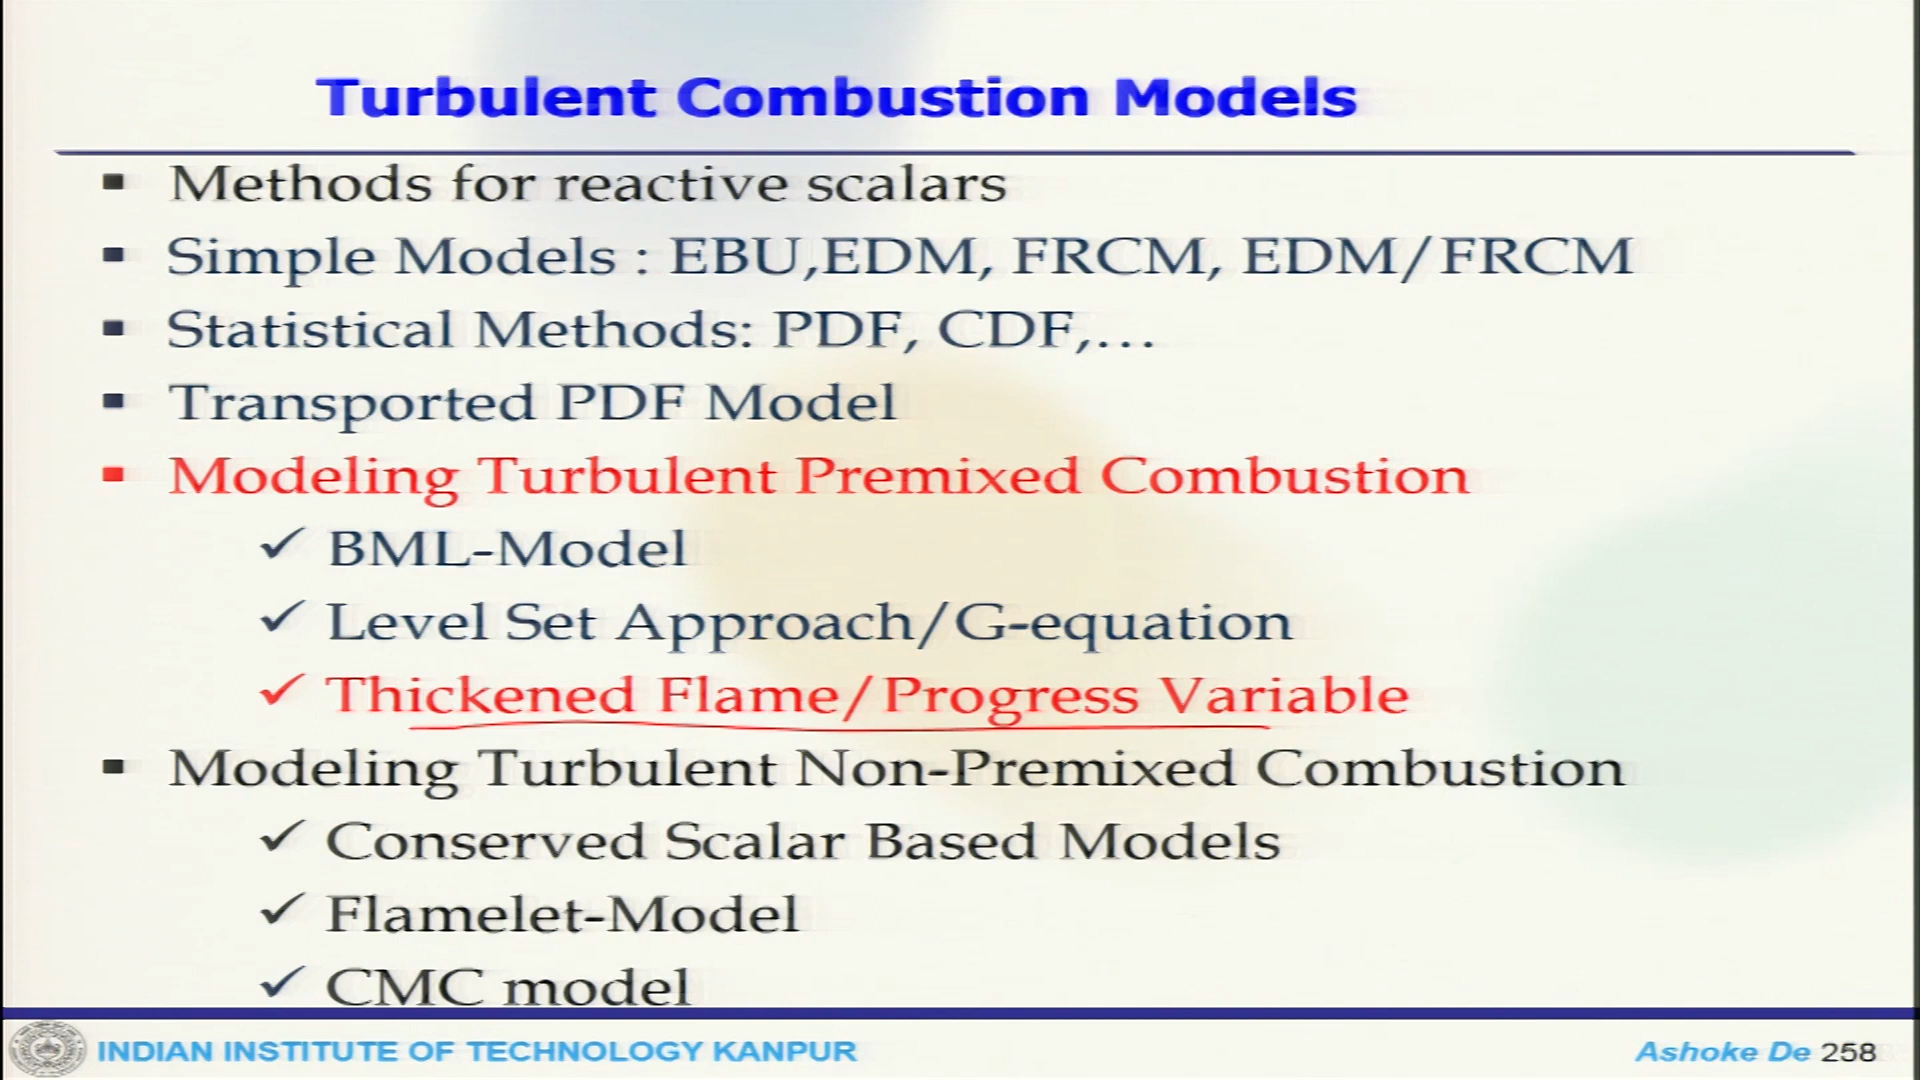 Turbulent Combustion Models
▪ Methods for reactive scalars
▪ Simple Models : EBU,EDM, FRCM, EDM/FRCM
▪ Statistical Methods: PDF, CDF,...
▪ Transported PDF Model
▪ Modeling Turbulent Premixed Combustion
✓ BML-Model
✓ Level Set Approach/G-equation
✓ Thickened Flame/Progress Variable
▪ Modeling Turbulent Non-Premixed Combustion
✓ Conserved Scalar Based Models
✓ Flamelet-Model
✓ CMC model
INDIAN INSTITUTE OF TECHNOLOGY KANPUR
Ashoke De 258